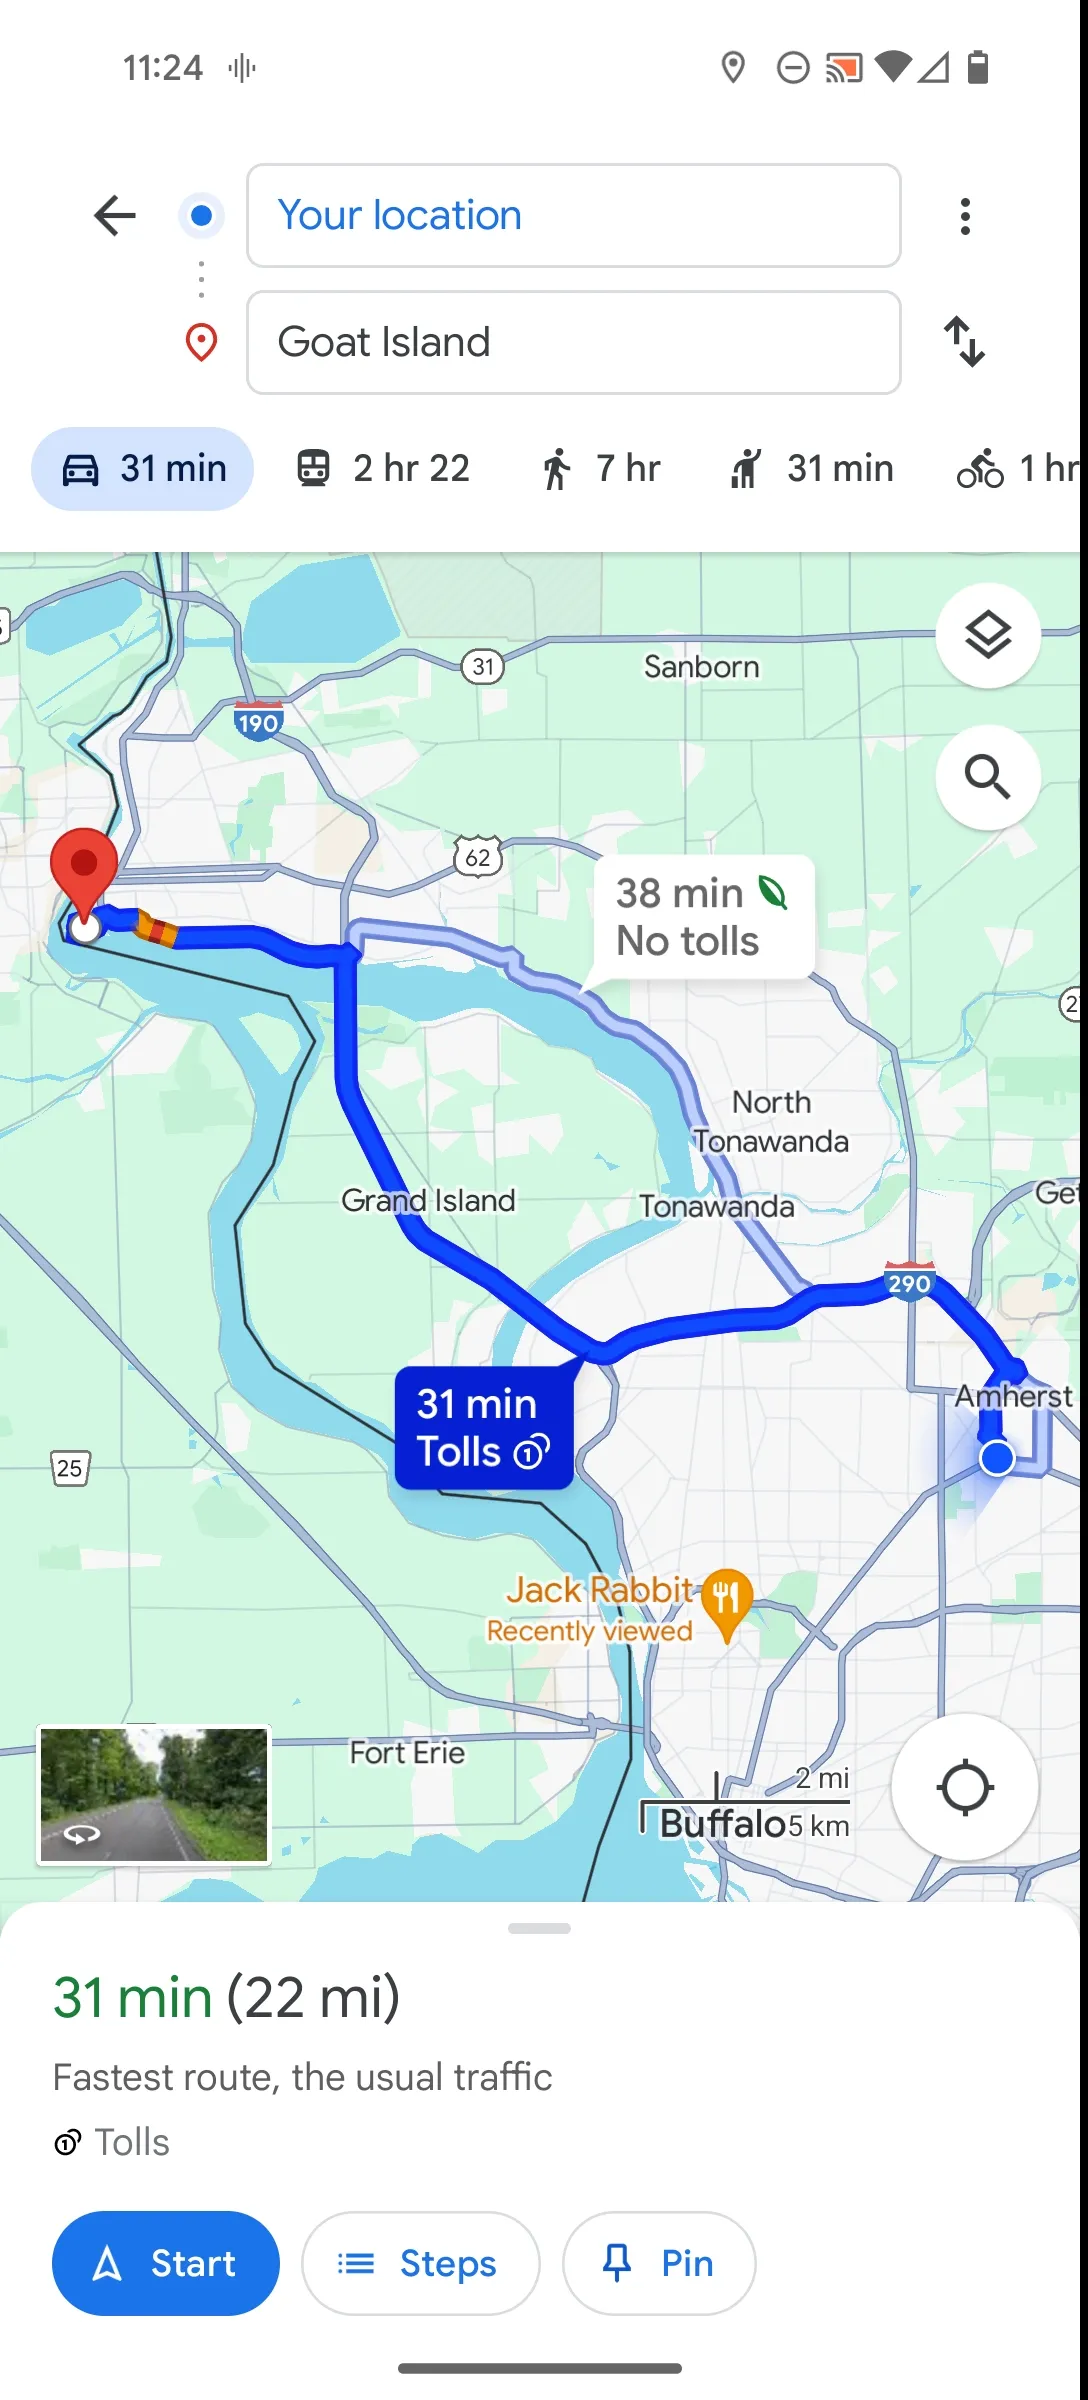 11:24
Your location
Goat Island
31 min
2 hr 22
7 hr
31 min
1 hr
31
Sanborn
190
62
38 min
No tolls
North
Tonawanda
Grand Island
Tonawanda
290
31 min
Tolls
Amherst
25
Jack Rabbit
Recently viewed
Fort Erie
2 mi
Buffalo
5 km
31 min (22 mi)
Fastest route, the usual traffic
Tolls
Start
Steps
Pin